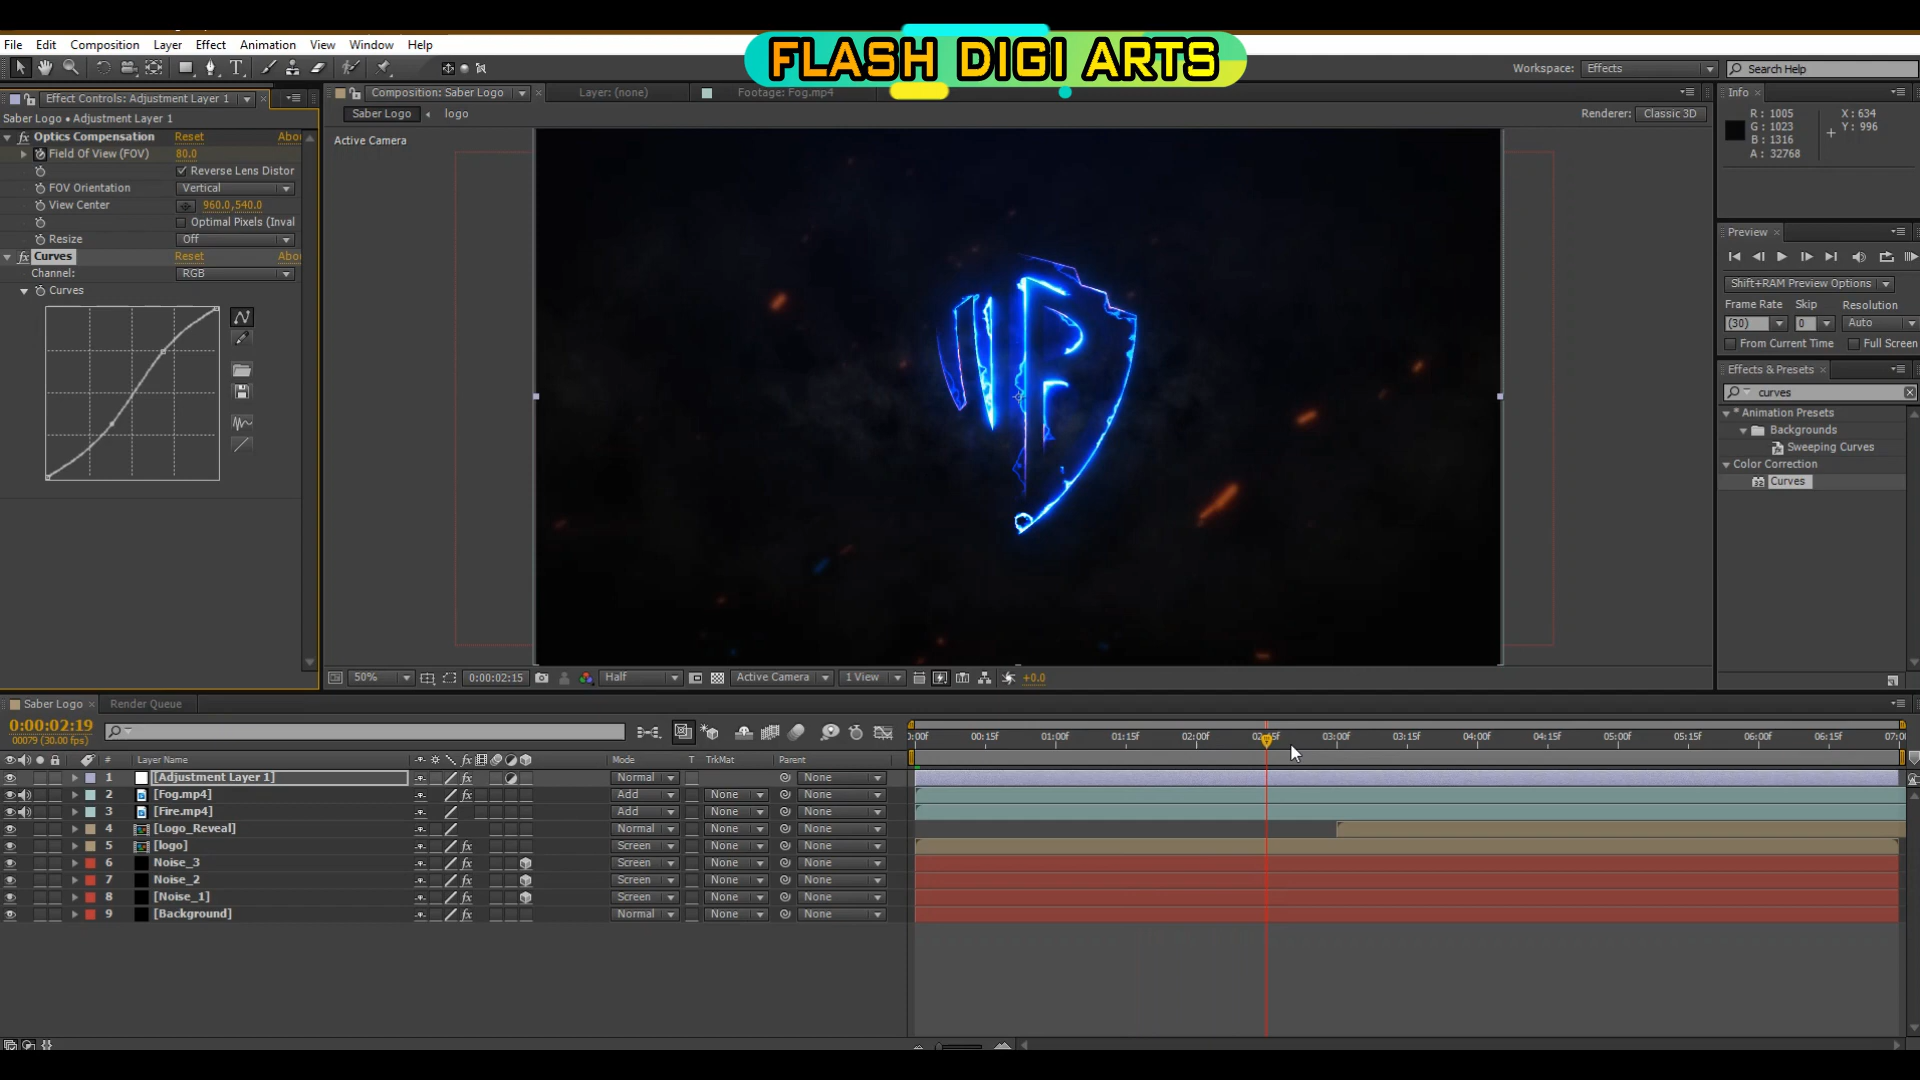 FLASH DIGI ARTS
File Edit Composition Layer Effect Animation View Window Help
Workspace: Effects Search Help
Effect Controls: Adjustment Layer 1
Composition: Saber Logo Layer: (none) Footage: Fog.mp4
Info
Saber Logo • Adjustment Layer 1
Saber Logo logo
Renderer: Classic 3D
R: 1005 X: 634
G: 1023 Y: 996
B: 1316
A: 32768
fx Optics Compensation Reset Abou
Field Of View (FOV) 80.0
Reverse Lens Distor
FOV Orientation Vertical
View Center 960.0,540.0
Optimal Pixels (Inval
Resize Off
fx Curves Reset Abou
Channel: RGB
Curves
Active Camera
Preview
Shift+RAM Preview Options
Frame Rate Skip Resolution
(30) 0 Auto
From Current Time Full Screen
Effects & Presets
curves
* Animation Presets
Backgrounds
Sweeping Curves
Color Correction
Curves
50% 0:00:02:15 Half Active Camera 1 View +0.0
Saber Logo Render Queue
0:00:02:19
00079 (30.00 fps)
:00f 00:15f 01:00f 01:15f 02:00f 02:15f 03:00f 03:15f 04:00f 04:15f 05:00f 05:15f 06:00f 06:15f 07:00
# Layer Name fx Mode T TrkMat Parent
1 [Adjustment Layer 1] fx Normal None
2 [Fog.mp4] fx Add None None
3 [Fire.mp4] Add None None
4 [Logo_Reveal] Normal None None
5 [logo] fx Screen None None
6 Noise_3 fx Screen None None
7 Noise_2 fx Screen None None
8 [Noise_1] fx Screen None None
9 [Background] fx Normal None None